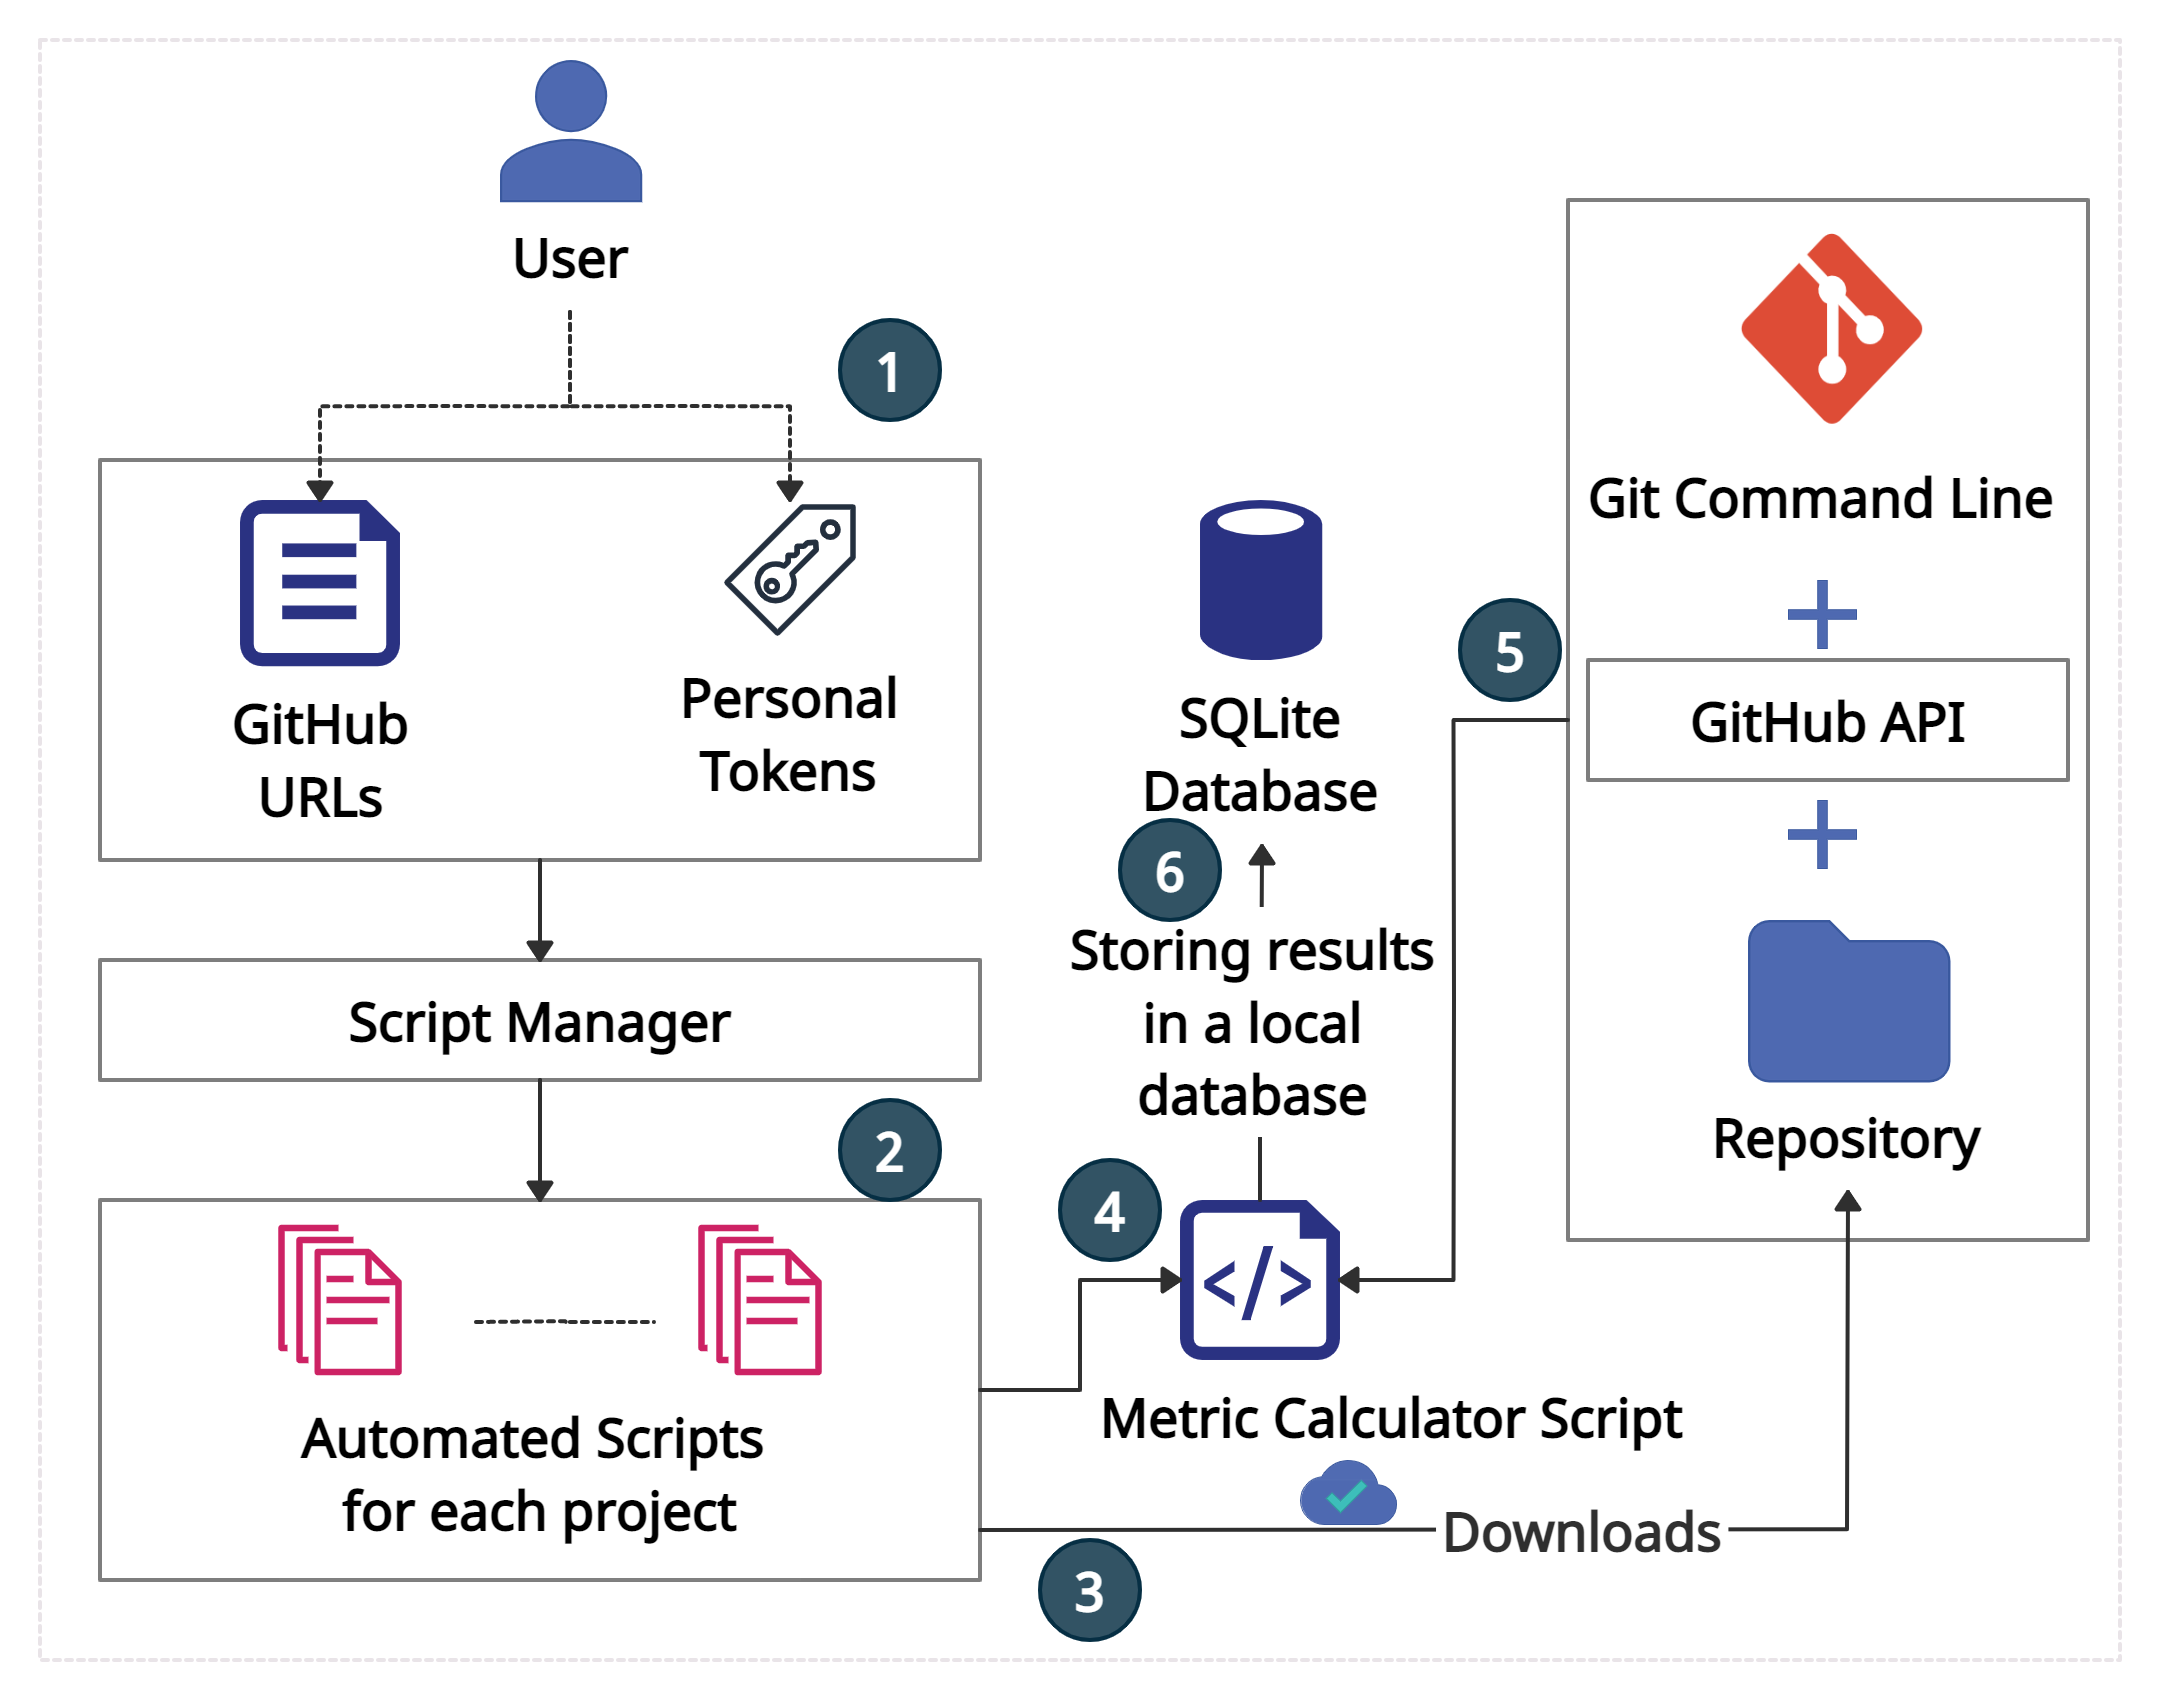 User
1
GitHub
URLs
Personal
Tokens
Script Manager
2
Automated Scripts
for each project
3
Downloads
4
</>
Metric Calculator Script
5
Git Command Line
GitHub API
Repository
6
Storing results
in a local
database
SQLite
Database